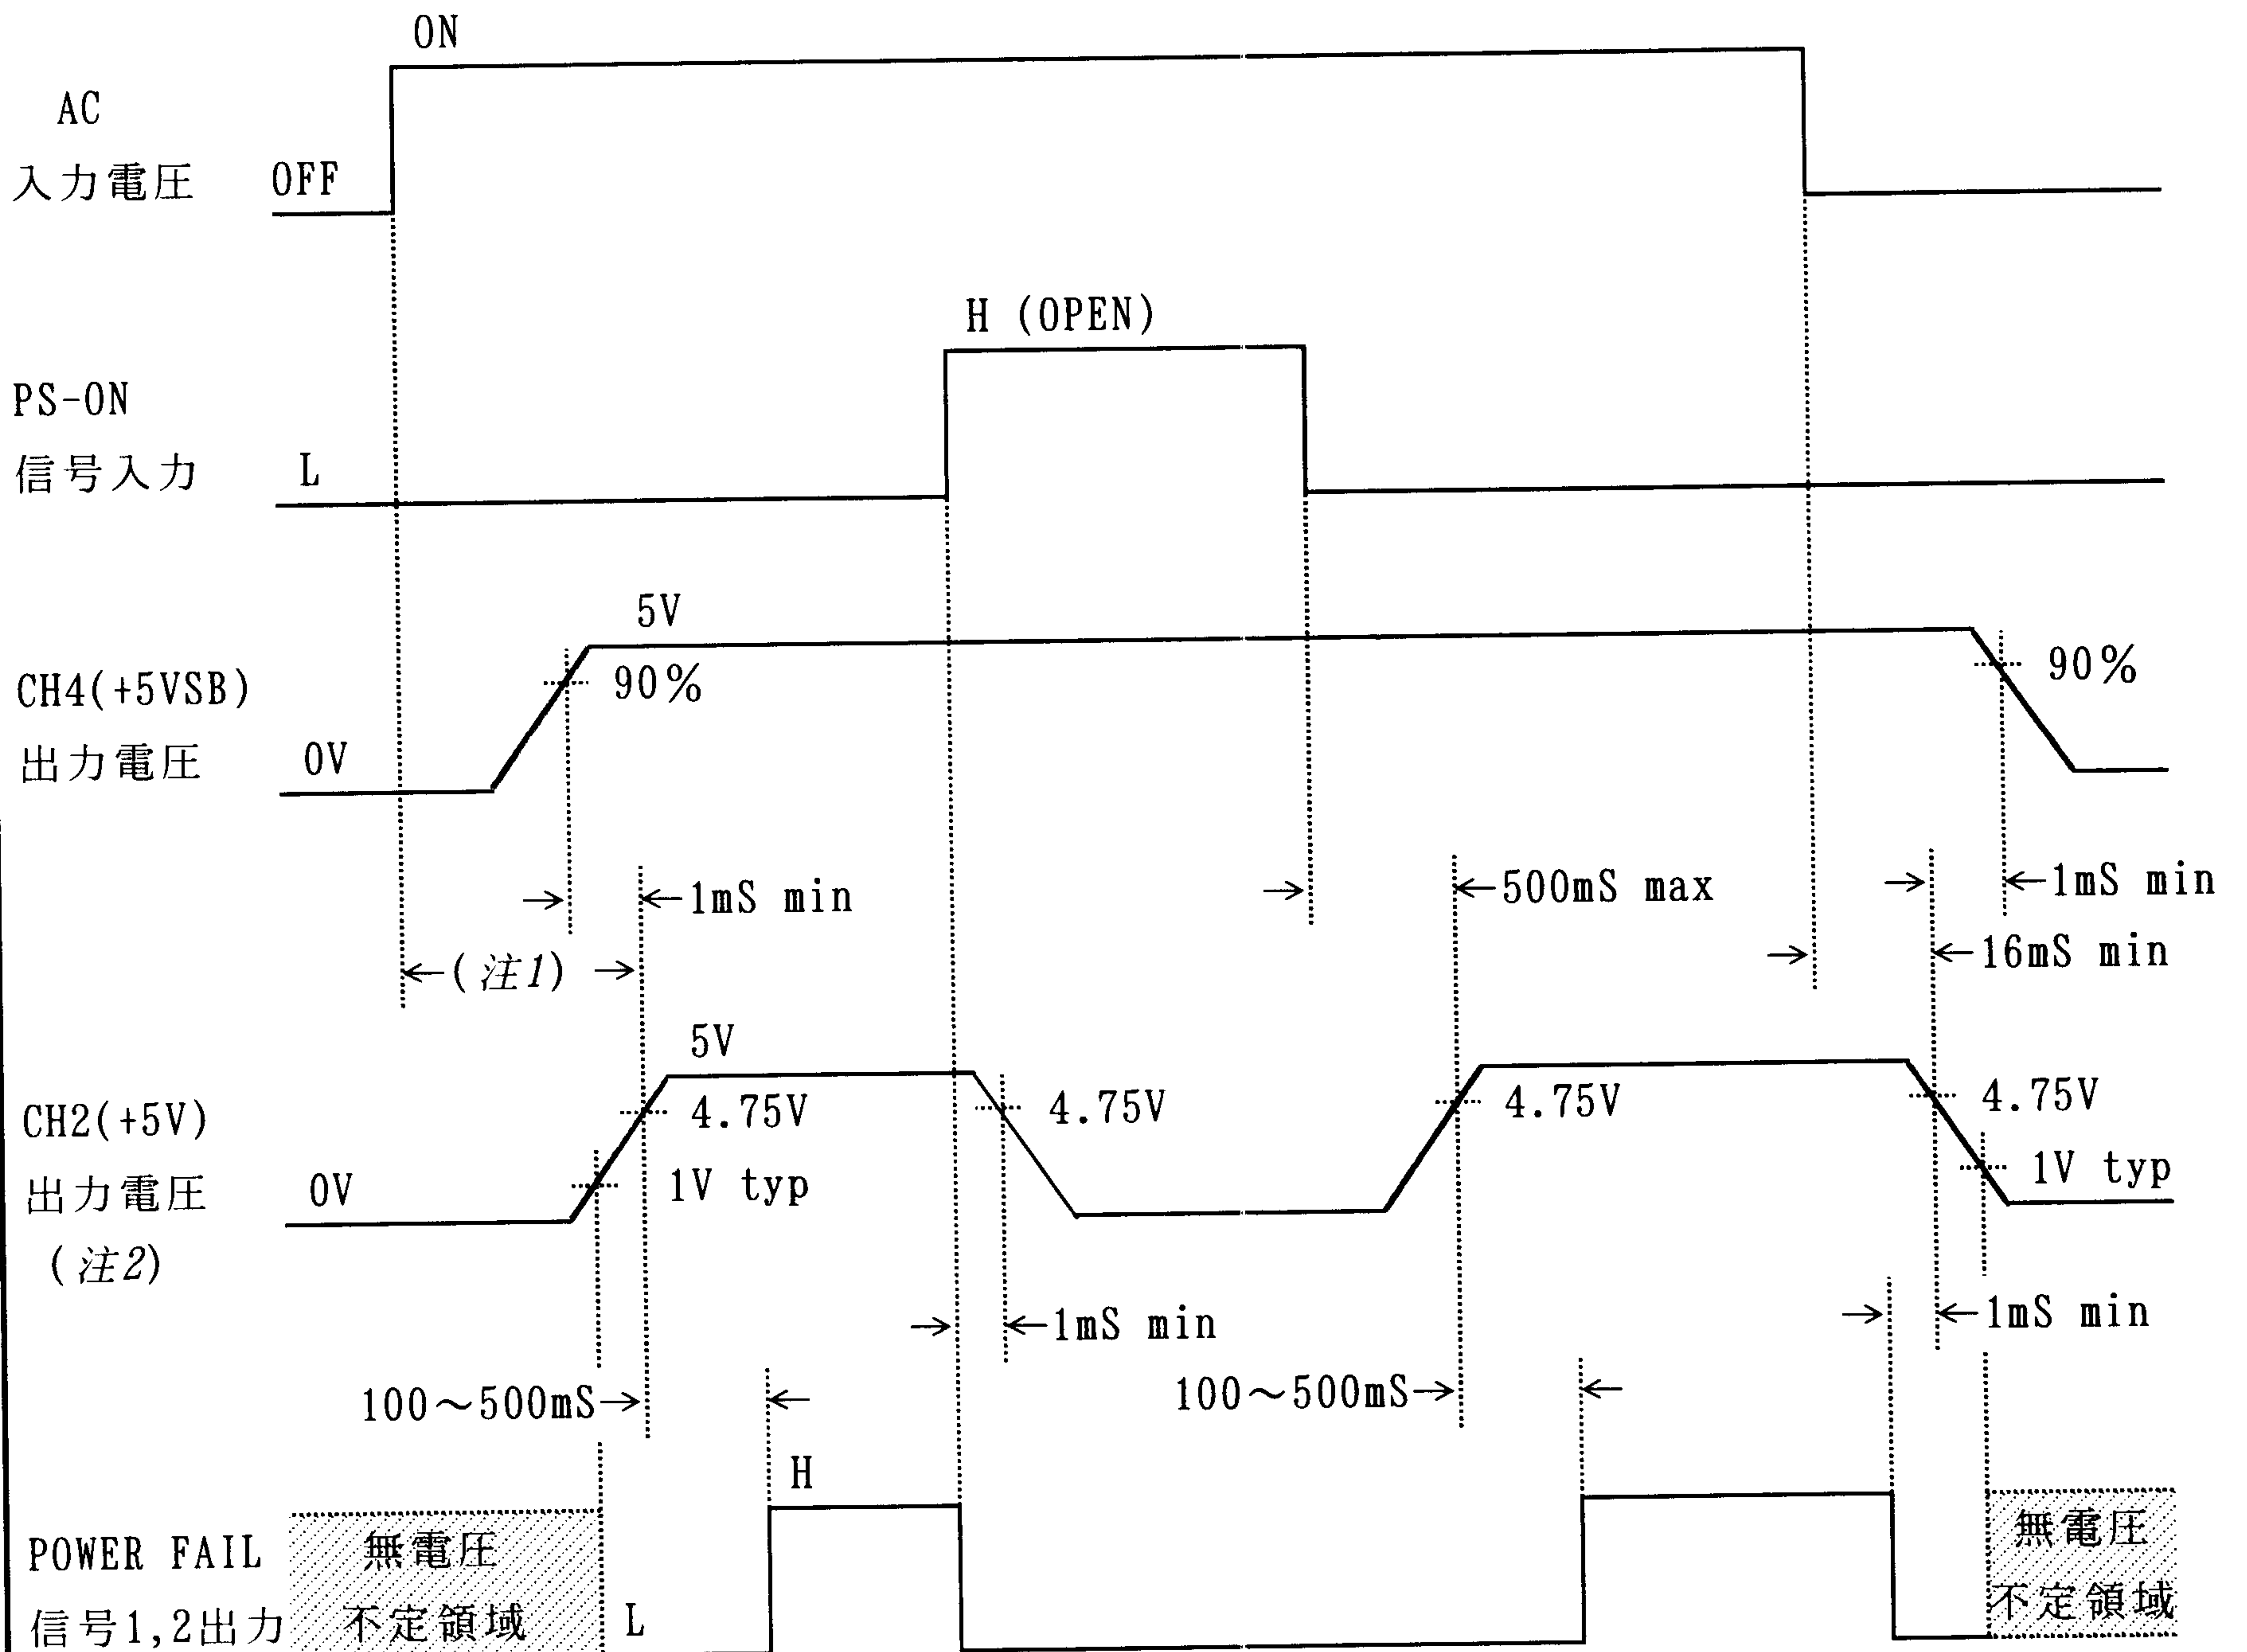 ON
AC
入力電圧
OFF
H (OPEN)
PS-ON
信号入力
L
5V
90%
90%
CH4(+5VSB)
出力電圧
0V
1mS min
500mS max
1mS min
(注1)
16mS min
5V
4.75V
4.75V
4.75V
4.75V
CH2(+5V)
出力電圧
(注2)
0V
1V typ
1V typ
1mS min
1mS min
100～500mS
100～500mS
H
POWER FAIL
信号1,2出力
無電圧
不定領域
L
無電圧
不定領域